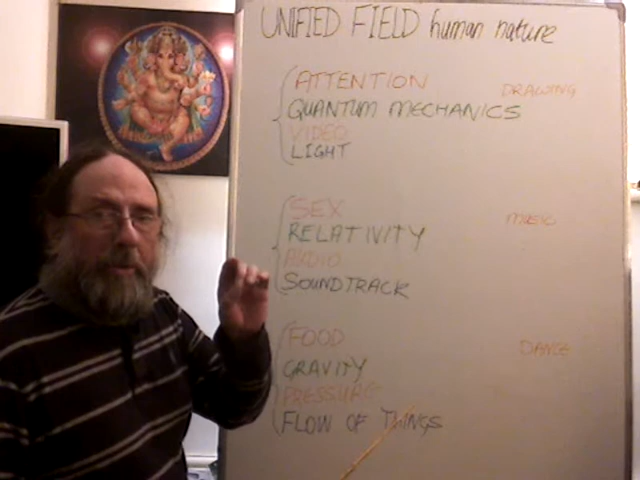 UNIFIED FIELD human nature
ATTENTION DRAWING
QUANTUM MECHANICS
VIDEO
LIGHT
SEX MUSIC
RELATIVITY
AUDIO
SOUNDTRACK
FOOD DANCE
GRAVITY
PRESSURE
FLOW OF THINGS